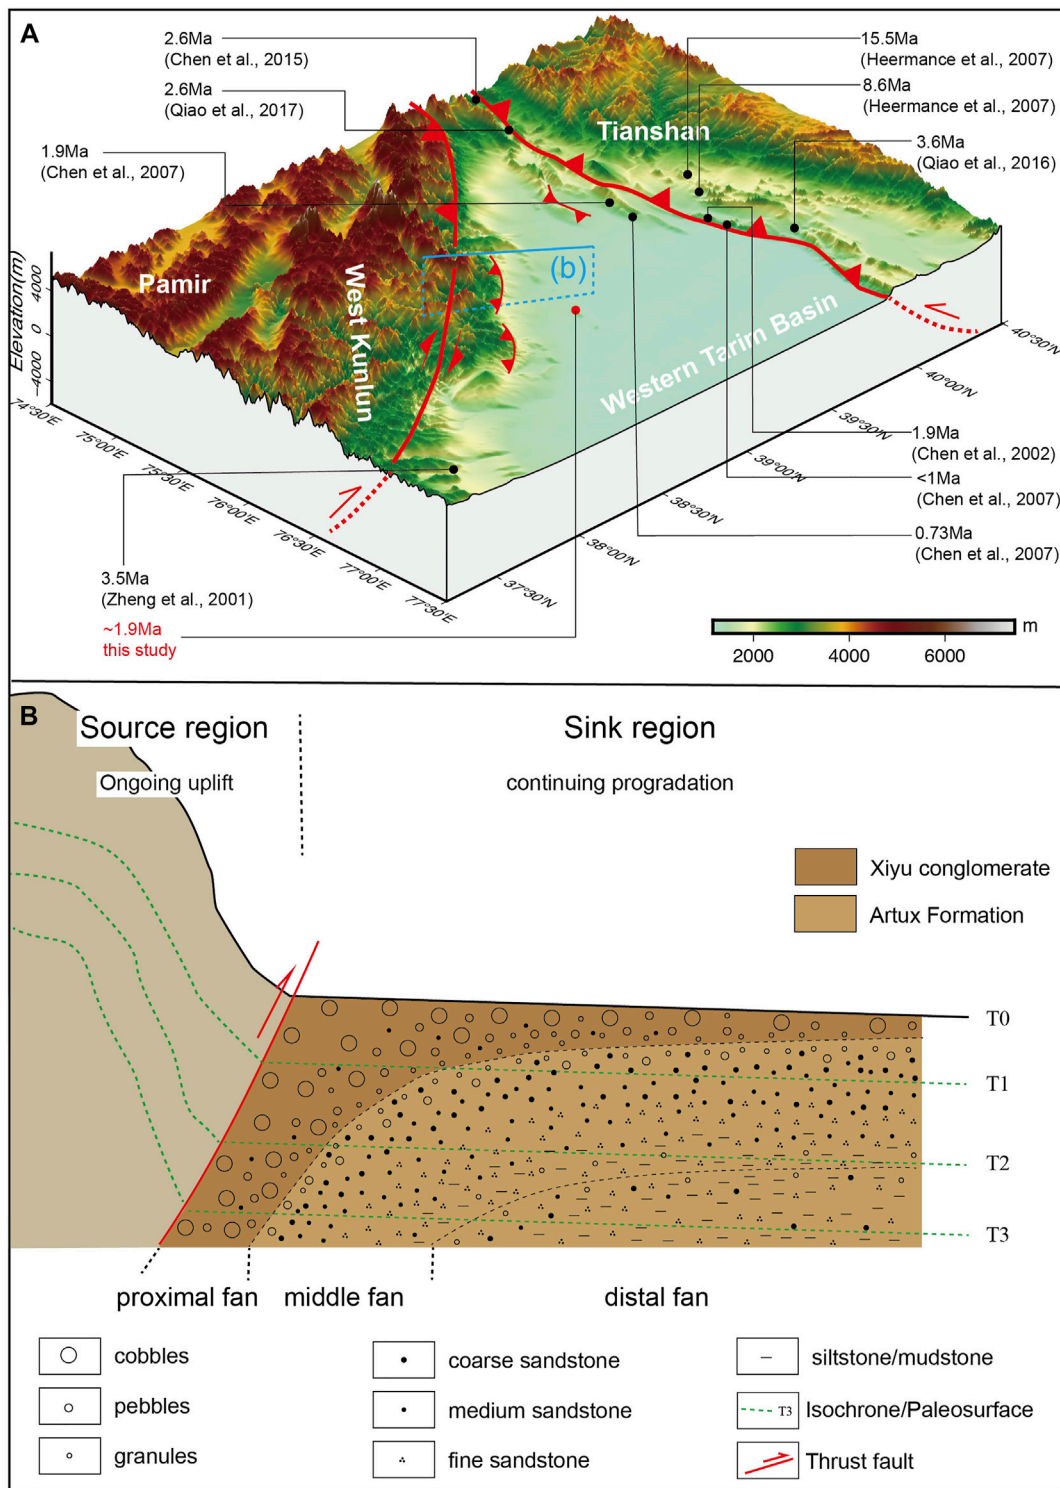 A
2.6Ma
(Chen et al., 2015)
2.6Ma
(Qiao et al., 2017)
1.9Ma
(Chen et al., 2007)
15.5Ma
(Heermance et al., 2007)
8.6Ma
(Heermance et al., 2007)
3.6Ma
(Qiao et al., 2016)
Tianshan
Pamir
West Kunlun
(b)
Western Tarim Basin
Elevation(m)
4000
0
−4000
74°30'E
75°00'E
75°30'E
76°00'E
76°30'E
77°00'E
77°30'E
37°30'N
38°00'N
38°30'N
39°00'N
39°30'N
40°00'N
40°30'N
1.9Ma
(Chen et al., 2002)
<1Ma
(Chen et al., 2007)
0.73Ma
(Chen et al., 2007)
3.5Ma
(Zheng et al., 2001)
~1.9Ma
this study
m
2000 4000 6000
B
Source region
Sink region
Ongoing uplift
continuing progradation
Xiyu conglomerate
Artux Formation
T0
T1
T2
T3
proximal fan
middle fan
distal fan
cobbles
coarse sandstone
siltstone/mudstone
pebbles
medium sandstone
T3
Isochrone/Paleosurface
granules
fine sandstone
Thrust fault